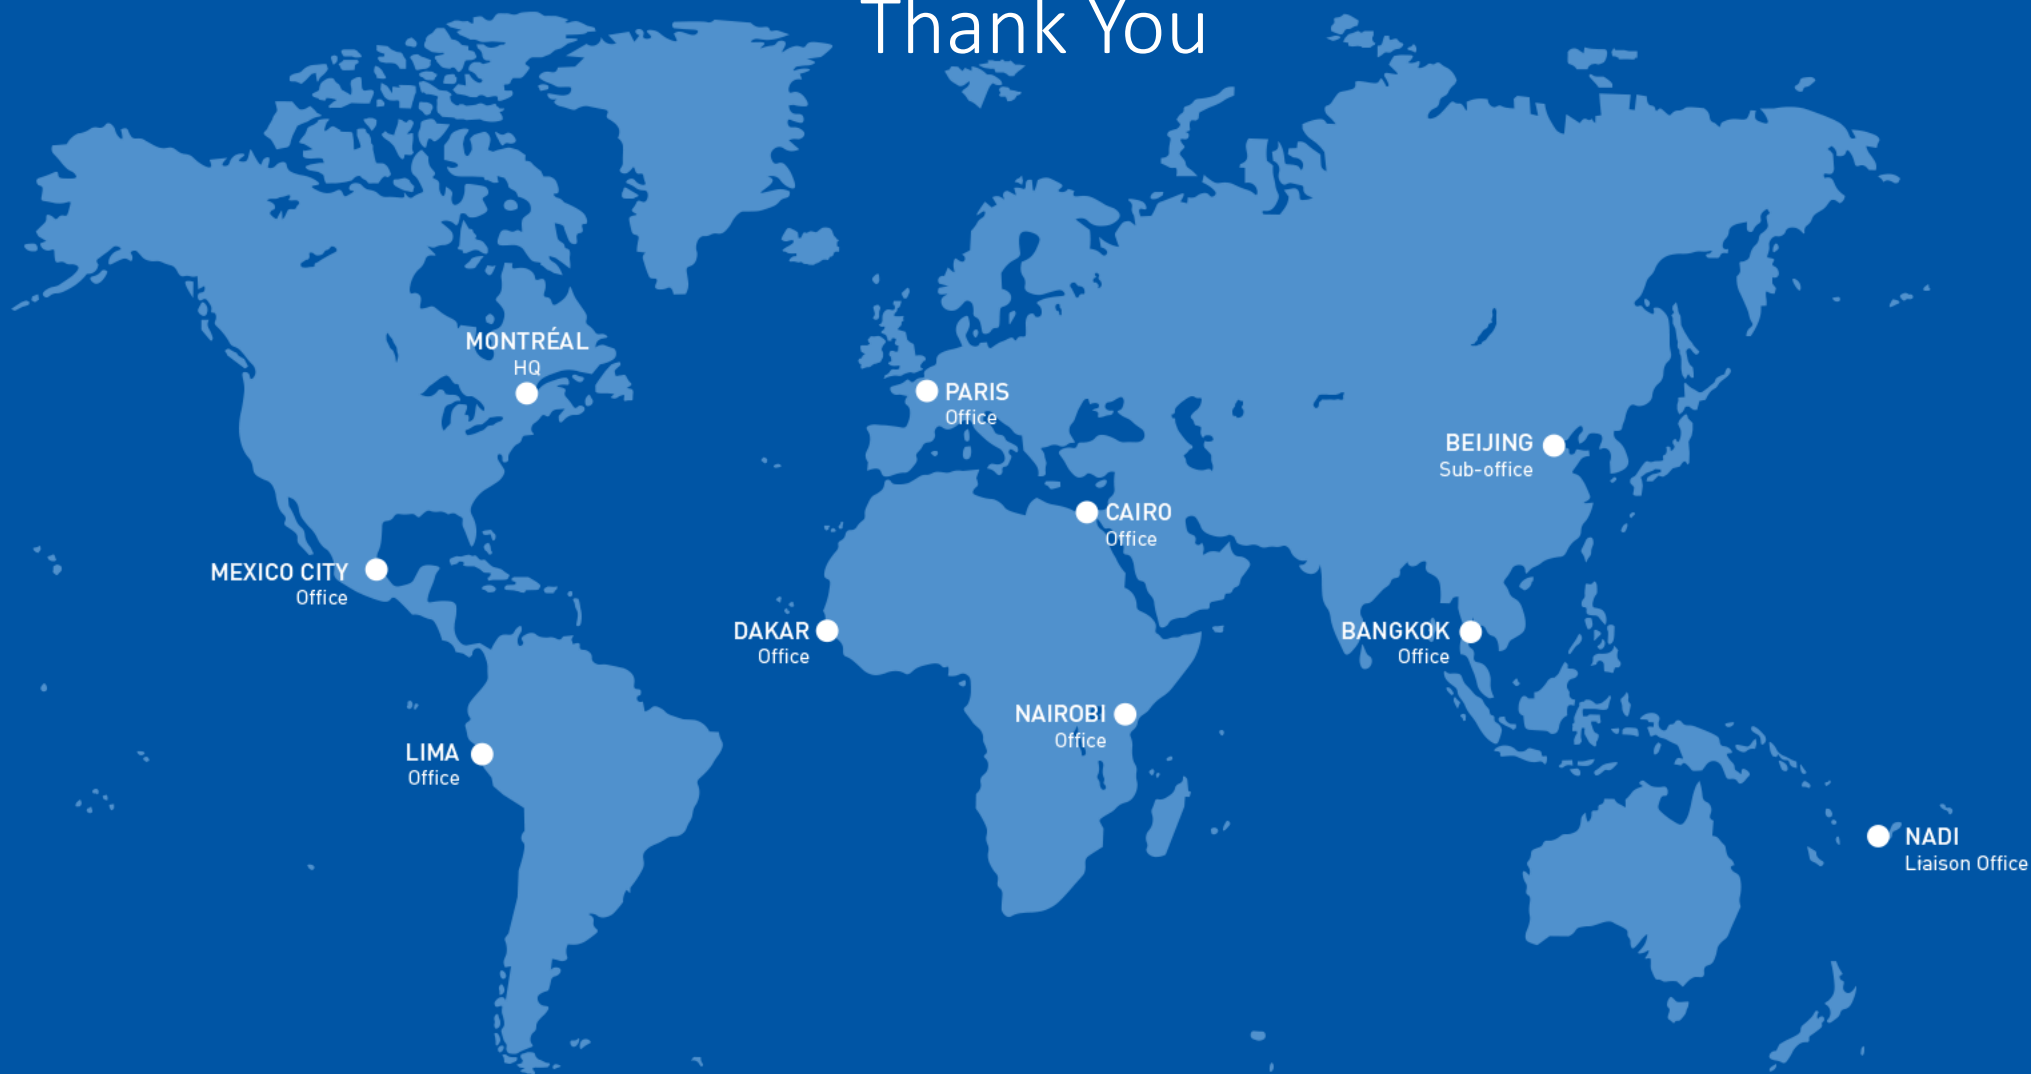 Thank You
MONTRÉAL
HQ
PARIS
Office
BEIJING
Sub-office
CAIRO
Office
MEXICO CITY
Office
DAKAR
Office
BANGKOK
Office
NAIROBI
Office
LIMA
Office
NADI
Liaison Office